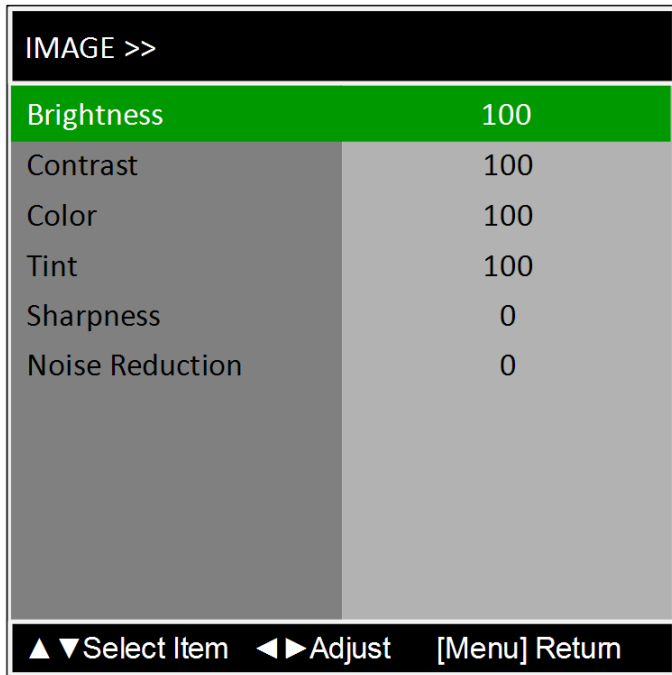 IMAGE >>
Brightness 100
Contrast 100
Color 100
Tint 100
Sharpness 0
Noise Reduction 0
▲▼Select Item ◄►Adjust [Menu] Return